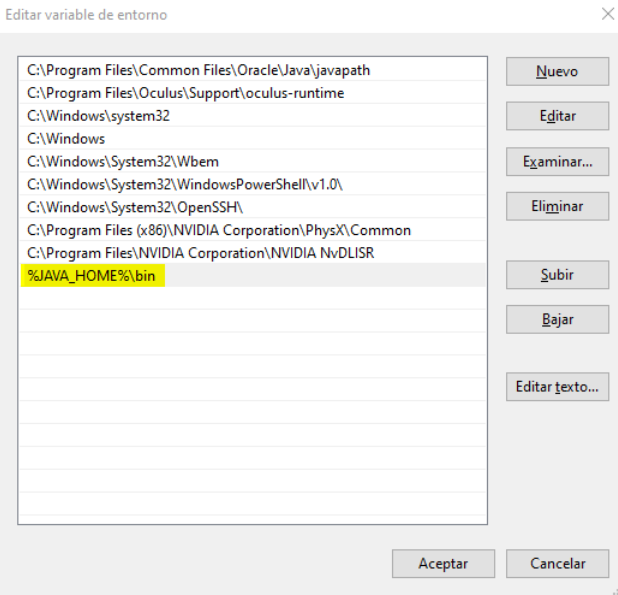 Editar variable de entorno
C:\Program Files\Common Files\Oracle\Java\javapath
C:\Program Files\Oculus\Support\oculus-runtime
C:\Windows\system32
C:\Windows
C:\Windows\System32\Wbem
C:\Windows\System32\WindowsPowerShell\v1.0\
C:\Windows\System32\OpenSSH\
C:\Program Files (x86)\NVIDIA Corporation\PhysX\Common
C:\Program Files\NVIDIA Corporation\NVIDIA NvDLISR
%JAVA_HOME%\bin
Nuevo
Editar
Examinar...
Eliminar
Subir
Bajar
Editar texto...
Aceptar
Cancelar